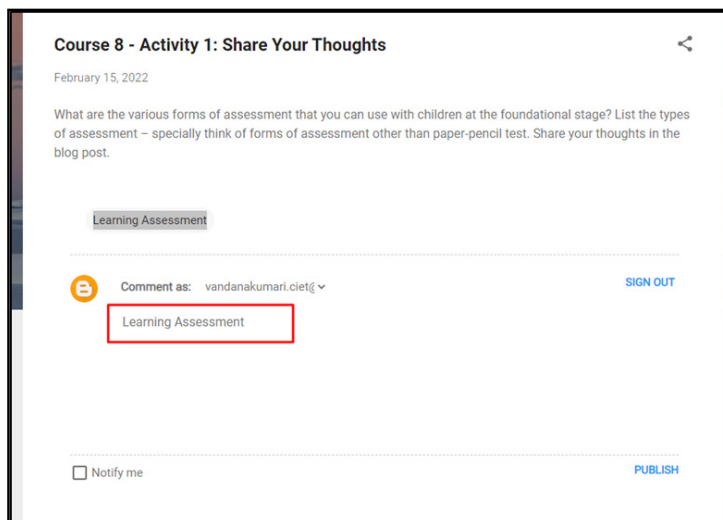 Course 8 - Activity 1: Share Your Thoughts
February 15, 2022
What are the various forms of assessment that you can use with children at the foundational stage? List the types
of assessment – specially think of forms of assessment other than paper-pencil test. Share your thoughts in the
blog post.
Learning Assessment
Comment as: vandanakumari.ciet@
SIGN OUT
Learning Assessment
Notify me
PUBLISH